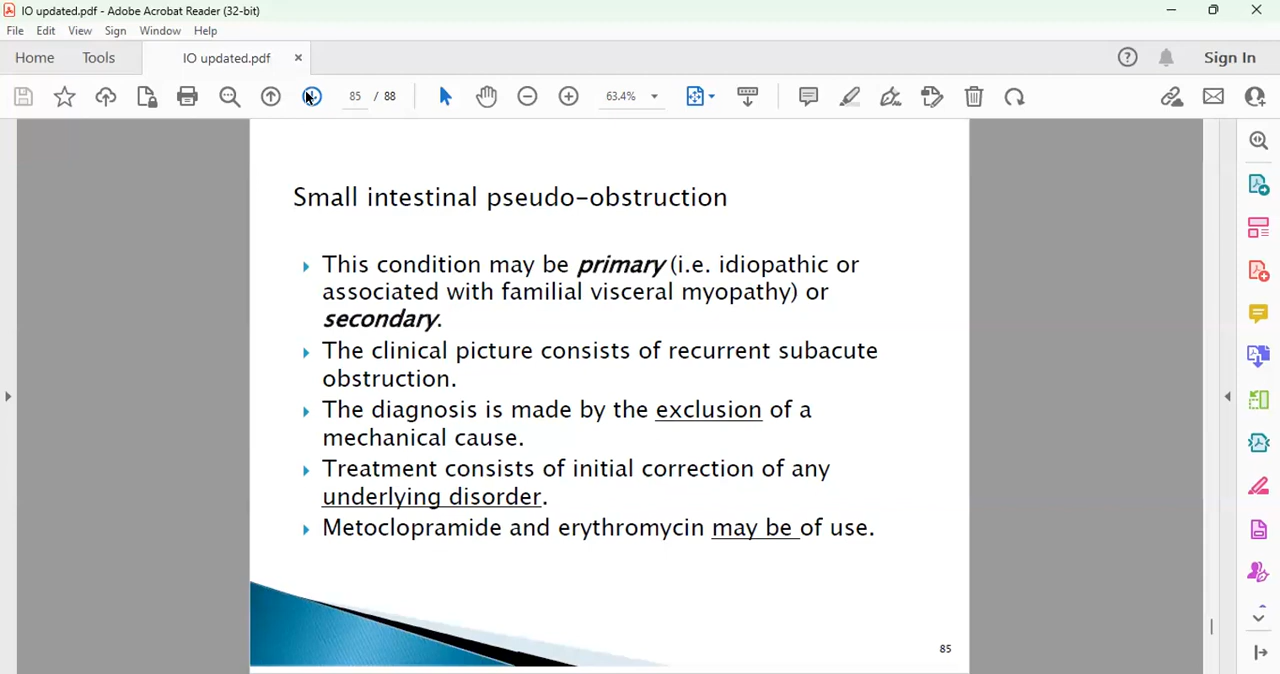 IO updated.pdf - Adobe Acrobat Reader (32-bit)
File Edit View Sign Window Help
Home Tools IO updated.pdf × Sign In
85 / 88 63.4%
Small intestinal pseudo-obstruction
This condition may be primary (i.e. idiopathic or
associated with familial visceral myopathy) or
secondary.
The clinical picture consists of recurrent subacute
obstruction.
The diagnosis is made by the exclusion of a
mechanical cause.
Treatment consists of initial correction of any
underlying disorder.
Metoclopramide and erythromycin may be of use.
85